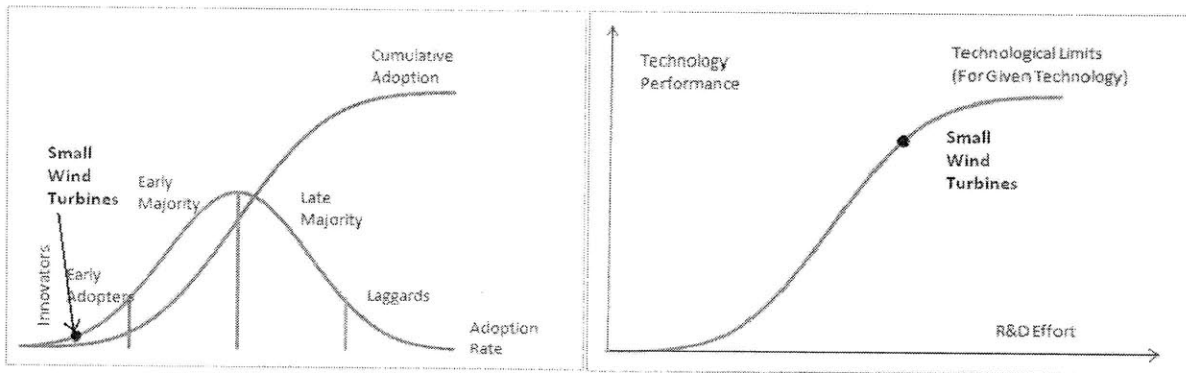 Cumulative
Adoption
Small
Wind
Turbines
Early
Majority
Late
Majority
Innovators
Early
Adopters
Laggards
Adoption
Rate
Technology
Performance
Technological Limits
(For Given Technology)
Small
Wind
Turbines
R&D Effort